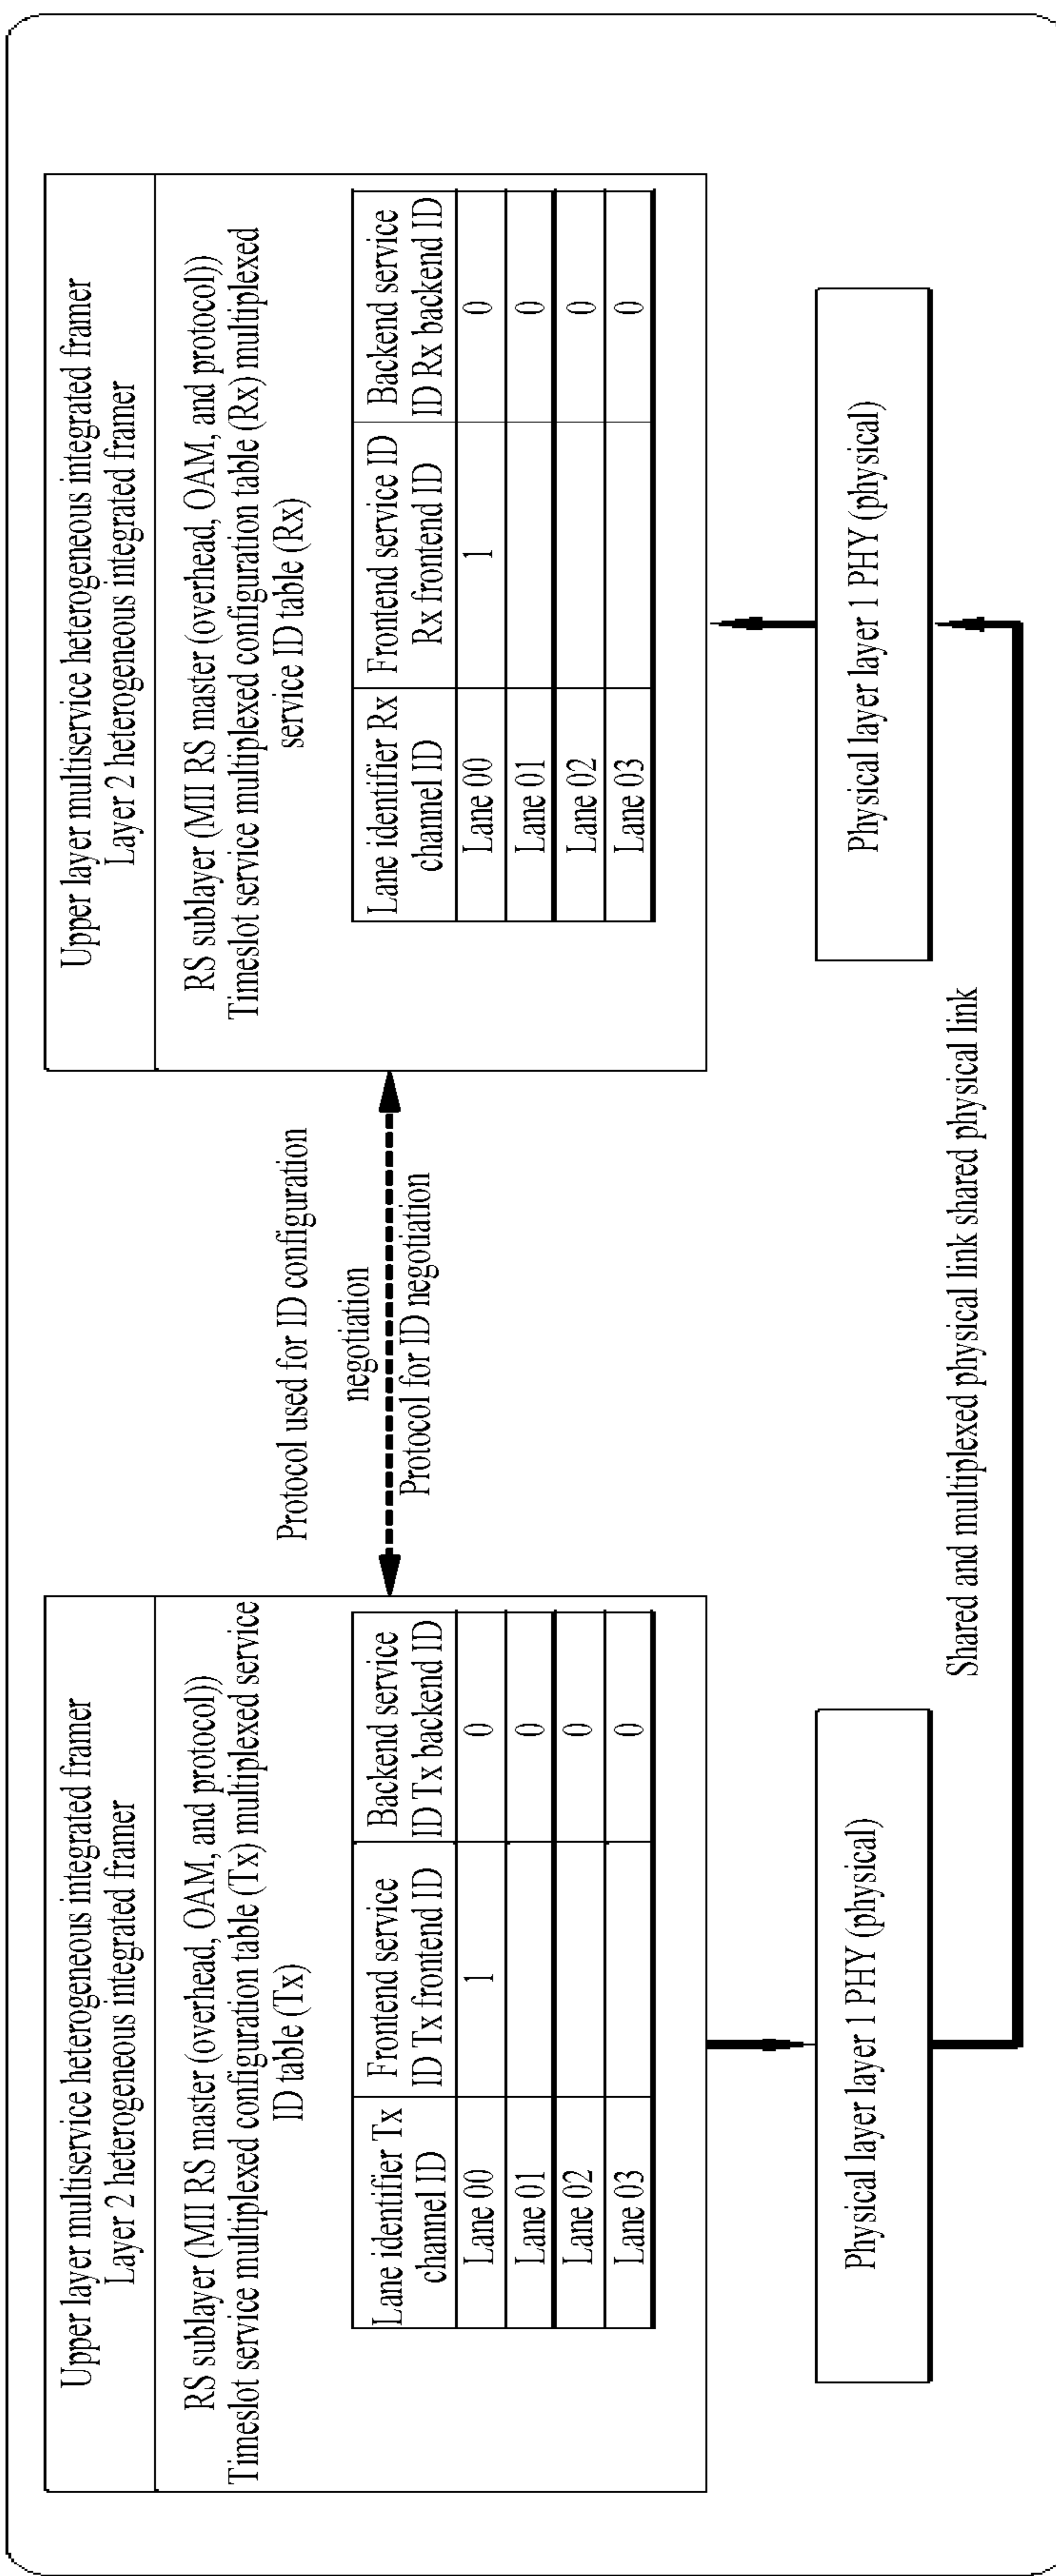 Upper layer multiservice heterogeneous integrated framer
Layer 2 heterogeneous integrated framer
RS sublayer (MII RS master (overhead, OAM, and protocol))
Timeslot service multiplexed configuration table (Tx) multiplexed service
ID table (Tx)
Lane identifier Tx
channel ID
Frontend service
ID Tx frontend ID
Backend service
ID Tx backend ID
Lane 00 1 0
Lane 01 0
Lane 02 0
Lane 03 0
Physical layer layer 1 PHY (physical)
Protocol used for ID configuration
negotiation
Protocol for ID negotiation
Upper layer multiservice heterogeneous integrated framer
Layer 2 heterogeneous integrated framer
RS sublayer (MII RS master (overhead, OAM, and protocol))
Timeslot service multiplexed configuration table (Rx) multiplexed
service ID table (Rx)
Lane identifier Rx
channel ID
Frontend service ID
Rx frontend ID
Backend service
ID Rx backend ID
Lane 00 1 0
Lane 01 0
Lane 02 0
Lane 03 0
Physical layer layer 1 PHY (physical)
Shared and multiplexed physical link shared physical link